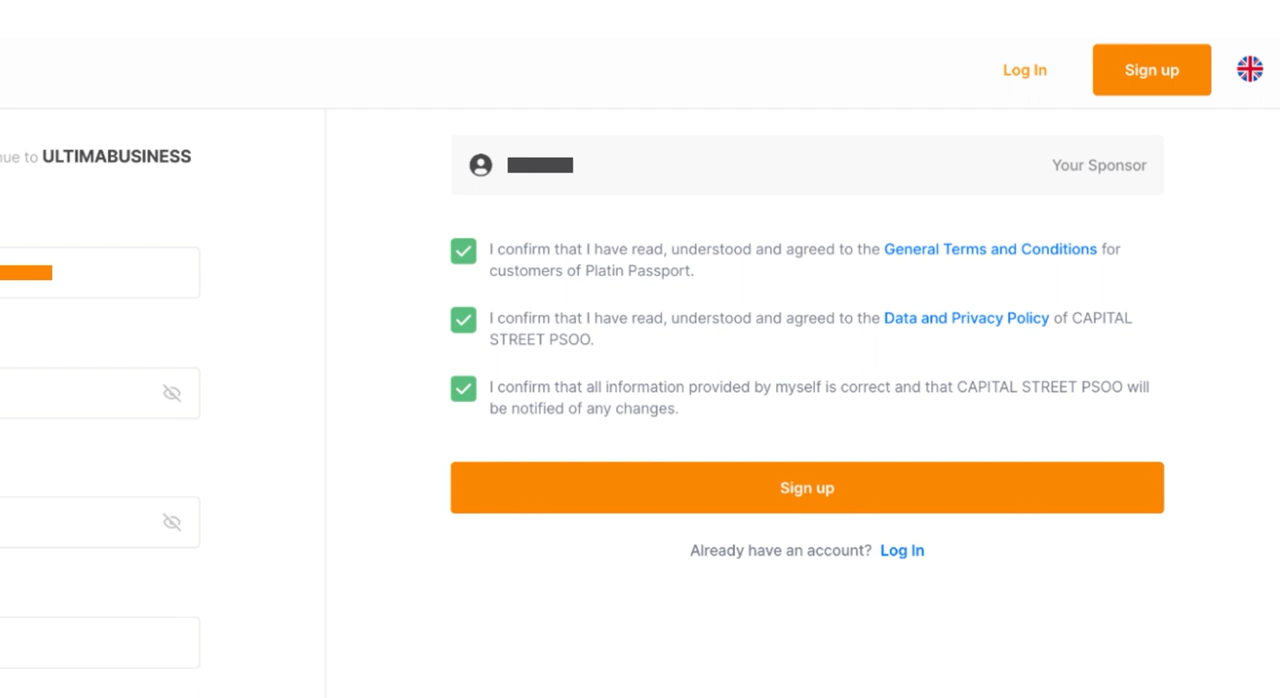 Log In
Sign up
nue to ULTIMABUSINESS
Your Sponsor
I confirm that I have read, understood and agreed to the General Terms and Conditions for
customers of Platin Passport.
I confirm that I have read, understood and agreed to the Data and Privacy Policy of CAPITAL
STREET PSOO.
I confirm that all information provided by myself is correct and that CAPITAL STREET PSOO will
be notified of any changes.
Sign up
Already have an account? Log In